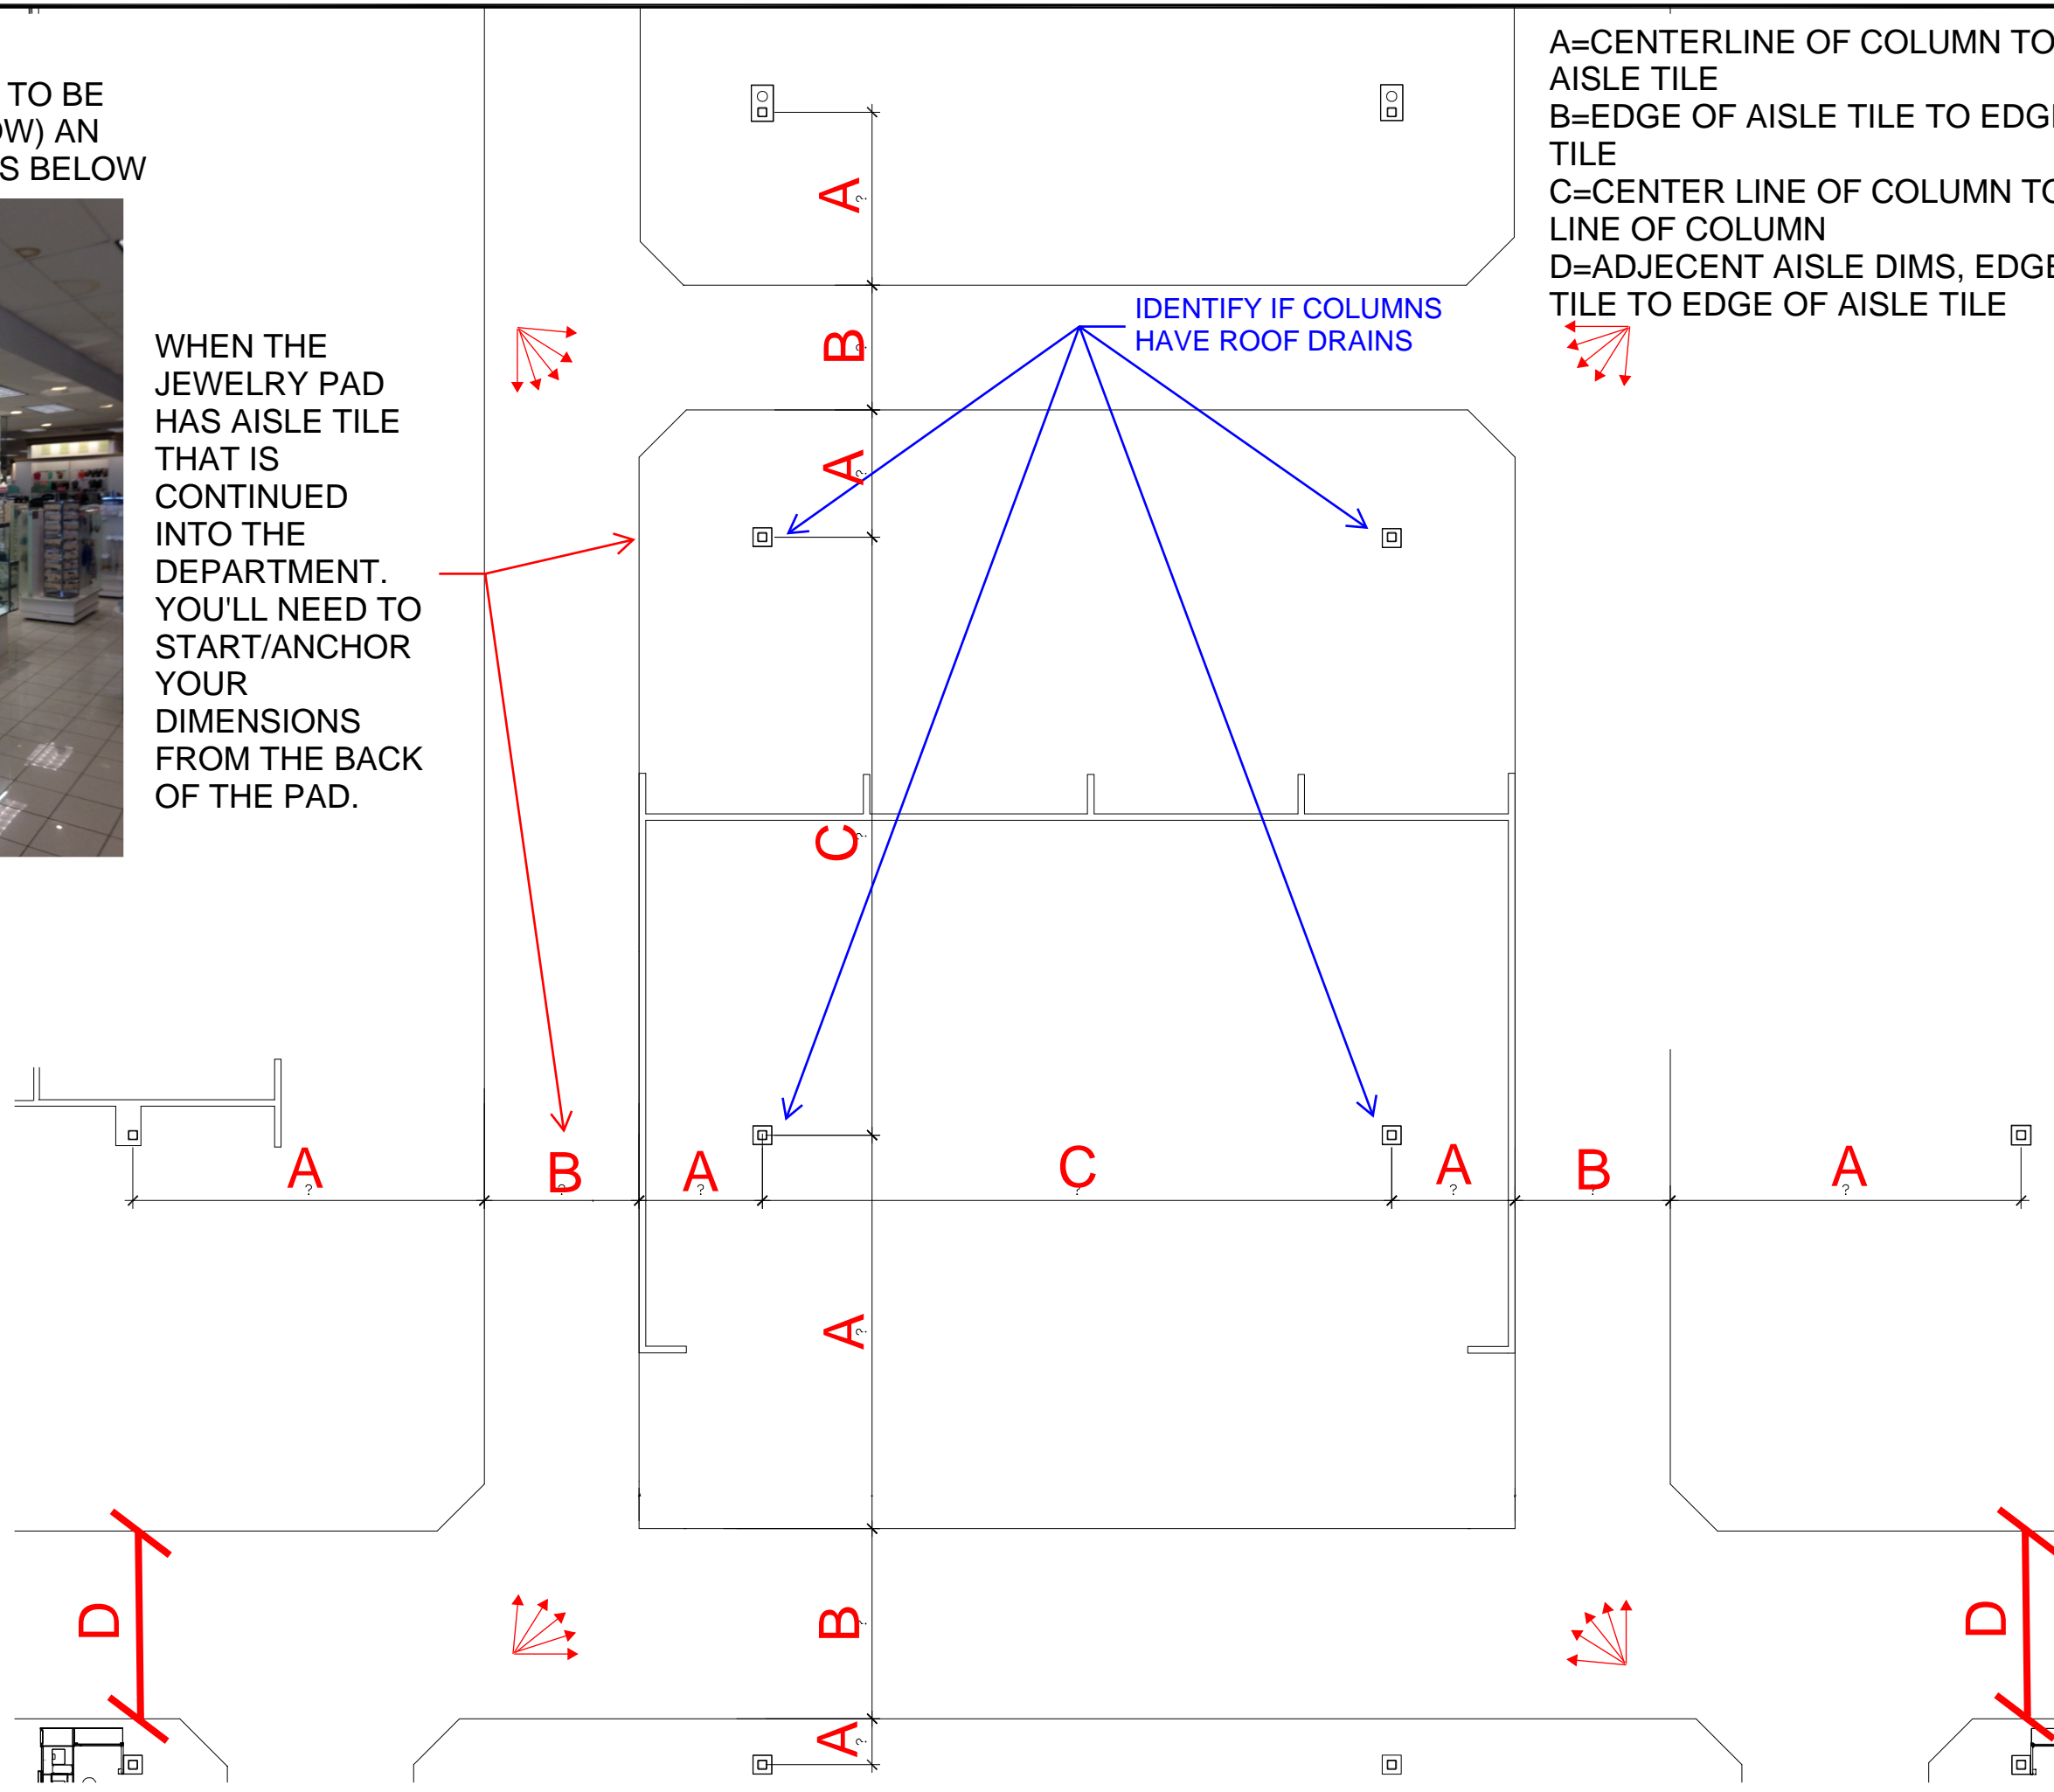 TO BE
OW) AN
S BELOW
WHEN THE
JEWELRY PAD
HAS AISLE TILE
THAT IS
CONTINUED
INTO THE
DEPARTMENT.
YOU'LL NEED TO
START/ANCHOR
YOUR
DIMENSIONS
FROM THE BACK
OF THE PAD.
A=CENTERLINE OF COLUMN TO
AISLE TILE
B=EDGE OF AISLE TILE TO EDGE
TILE
C=CENTER LINE OF COLUMN TO
LINE OF COLUMN
D=ADJECENT AISLE DIMS, EDGE
TILE TO EDGE OF AISLE TILE
IDENTIFY IF COLUMNS
HAVE ROOF DRAINS
A
?
B
?
A
?
C
?
A ?
B ?
A ?
C ?
A ?
B ?
A ?
A
?
D
B
?
D
A
?